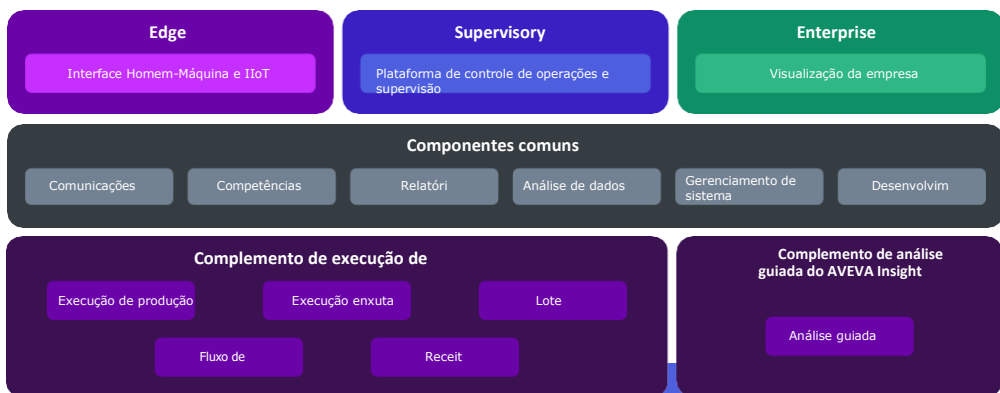 Edge
Interface Homem-Máquina e IIoT
Supervisory
Plataforma de controle de operações e
supervisão
Enterprise
Visualização da empresa
Componentes comuns
Comunicações
Competências
Relatóri
Análise de dados
Gerenciamento de
sistema
Desenvolvim
Complemento de execução de
Execução de produção
Execução enxuta
Lote
Fluxo de
Receit
Complemento de análise
guiada do AVEVA Insight
Análise guiada